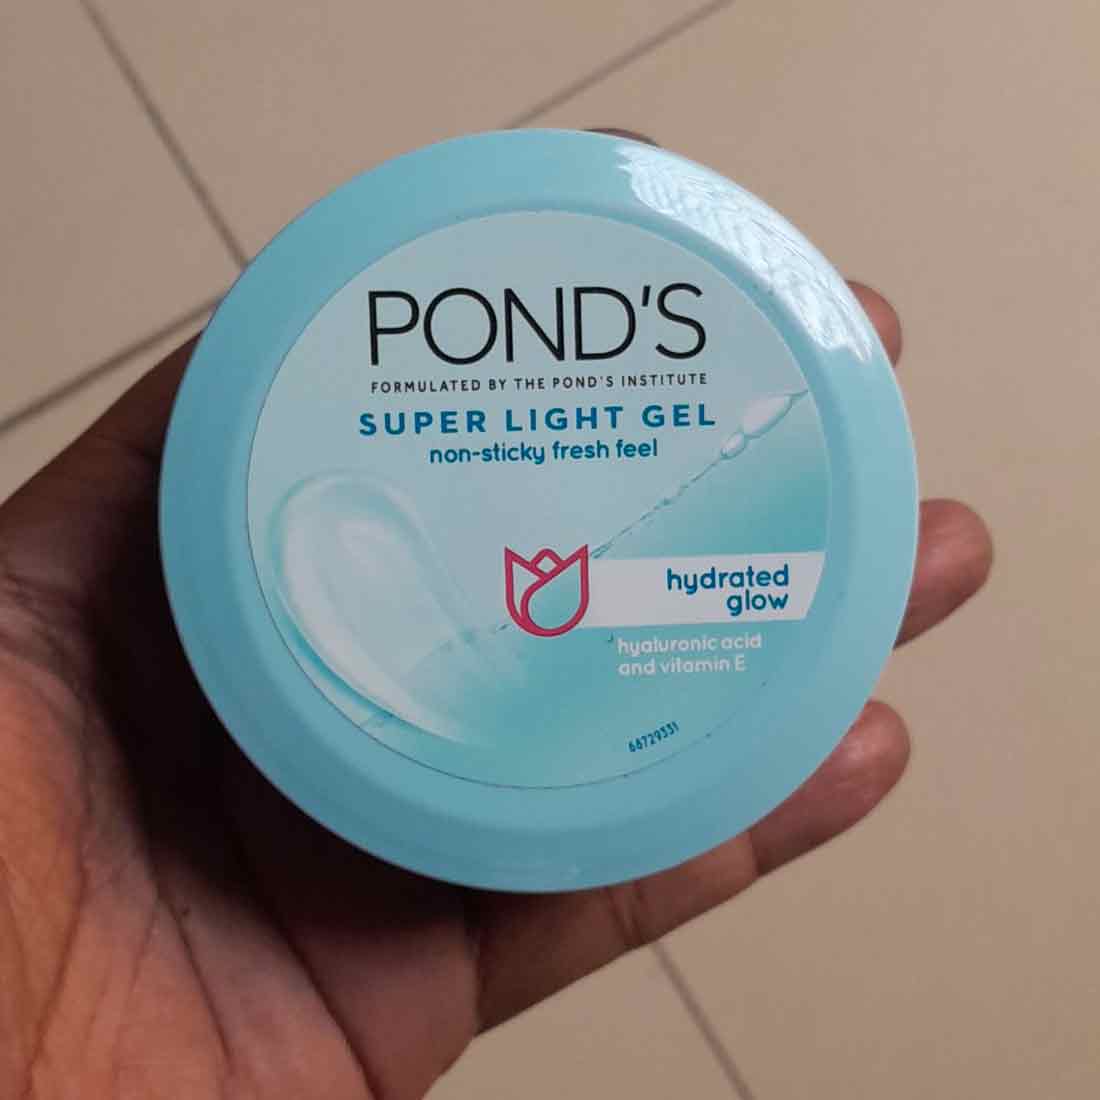 POND'S
FORMULATED BY THE POND'S INSTITUTE
SUPER LIGHT GEL
non-sticky fresh feel
hydrated
glow
hyaluronic acid
and vitamin E
66729331